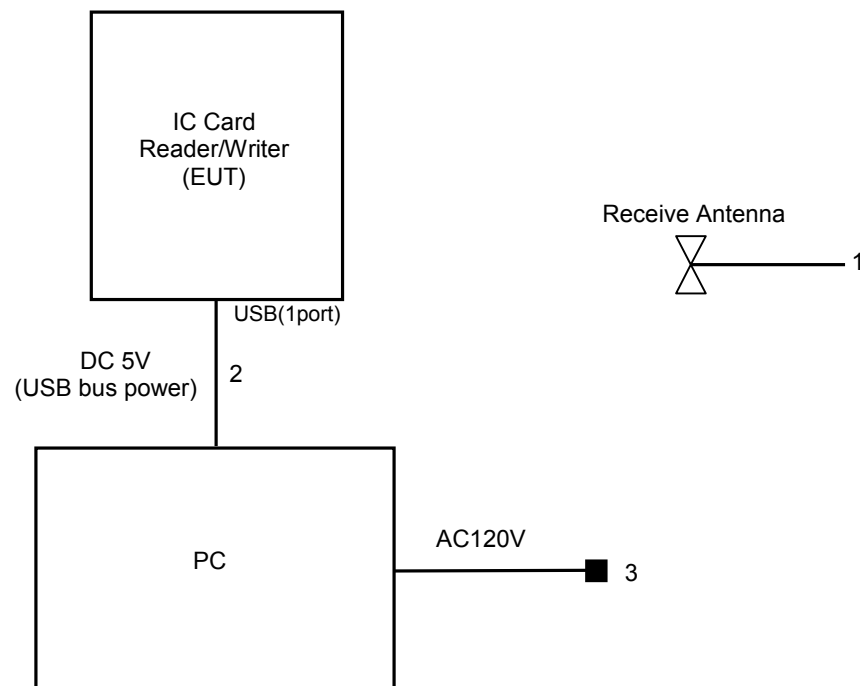 IC Card
Reader/Writer
(EUT)
Receive Antenna
1
USB(1port)
DC 5V
(USB bus power)
2
AC120V
PC
3